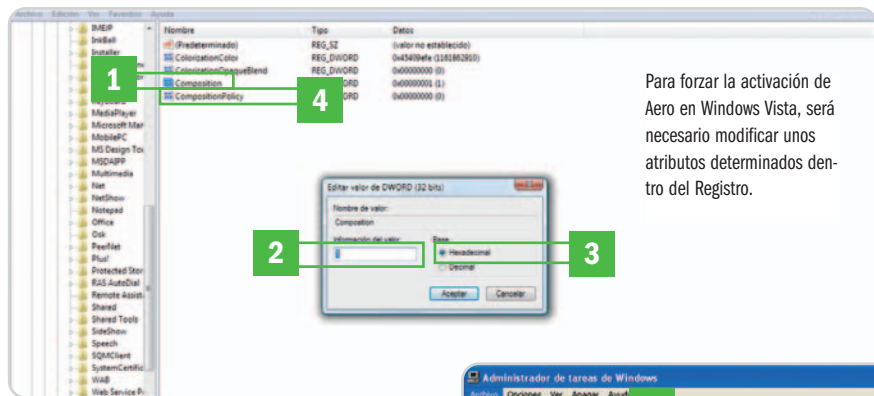 Archivo Edición Ver Favoritos Ayuda
IMEIP
InkBall
Installer
MediaPlayer
Microsoft Mar
MobilePC
MS Design Too
MSDAIPP
Multimedia
Net
NetShow
Notepad
Office
Osk
PeerNet
Plus!
Protected Stor
RAS AutoDial
Remote Assist
Shared
Shared Tools
SideShow
Speech
SQMClient
SystemCertific
WAB
Web Service Pr
Nombre Tipo Datos
(Predeterminado) REG_SZ (valor no establecido)
ColorizationColor REG_DWORD 0x45409efe (1161862910)
ColorizationOpaqueBlend REG_DWORD 0x00000000 (0)
Composition 0x00000001 (1)
CompositionPolicy 0x00000000 (0)
1
4
Editar valor de DWORD (32 bits)
Nombre de valor:
Composition
Información del valor: Base:
Hexadecimal
Decimal
Aceptar Cancelar
2
3
Para forzar la activación de
Aero en Windows Vista, será
necesario modificar unos
atributos determinados den-
tro del Registro.
Administrador de tareas de Windows
Archivo Opciones Ver Apagar Ayuda